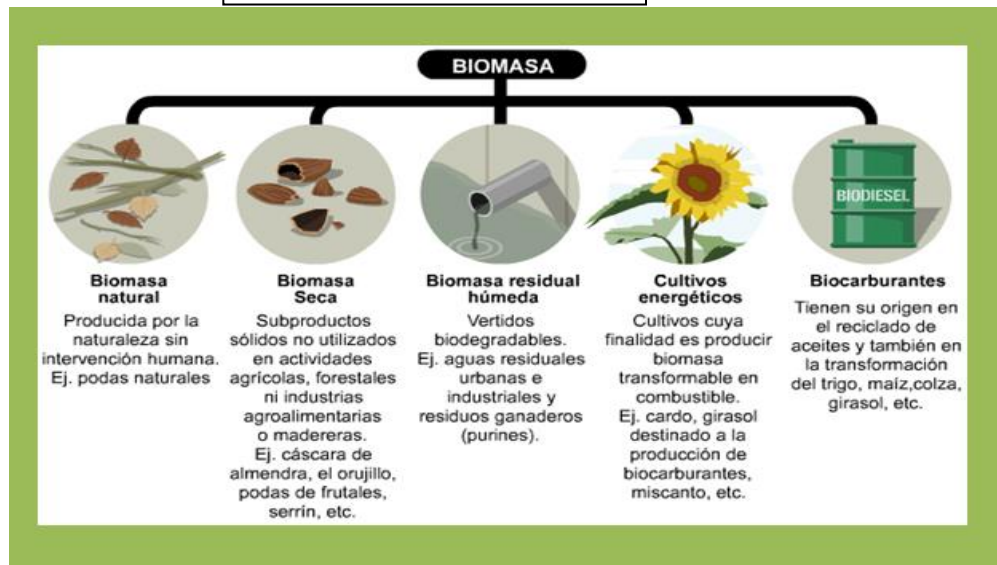 BIOMASA
Biomasa
natural
Producida por la
naturaleza sin
intervención humana.
Ej. podas naturales
Biomasa
Seca
Subproductos
sólidos no utilizados
en actividades
agrícolas, forestales
ni industrias
agroalimentarias
o madereras.
Ej. cáscara de
almendra, el orujillo,
podas de frutales,
serrín, etc.
Biomasa residual
húmeda
Vertidos
biodegradables.
Ej. aguas residuales
urbanas e
industriales y
residuos ganaderos
(purines).
Cultivos
energéticos
Cultivos cuya
finalidad es producir
biomasa
transformable en
combustible.
Ej. cardo, girasol
destinado a la
producción de
biocarburantes,
miscanto, etc.
BIODIESEL
Biocarburantes
Tienen su origen en
el reciclado de
aceites y también en
la transformación
del trigo, maíz,colza,
girasol, etc.